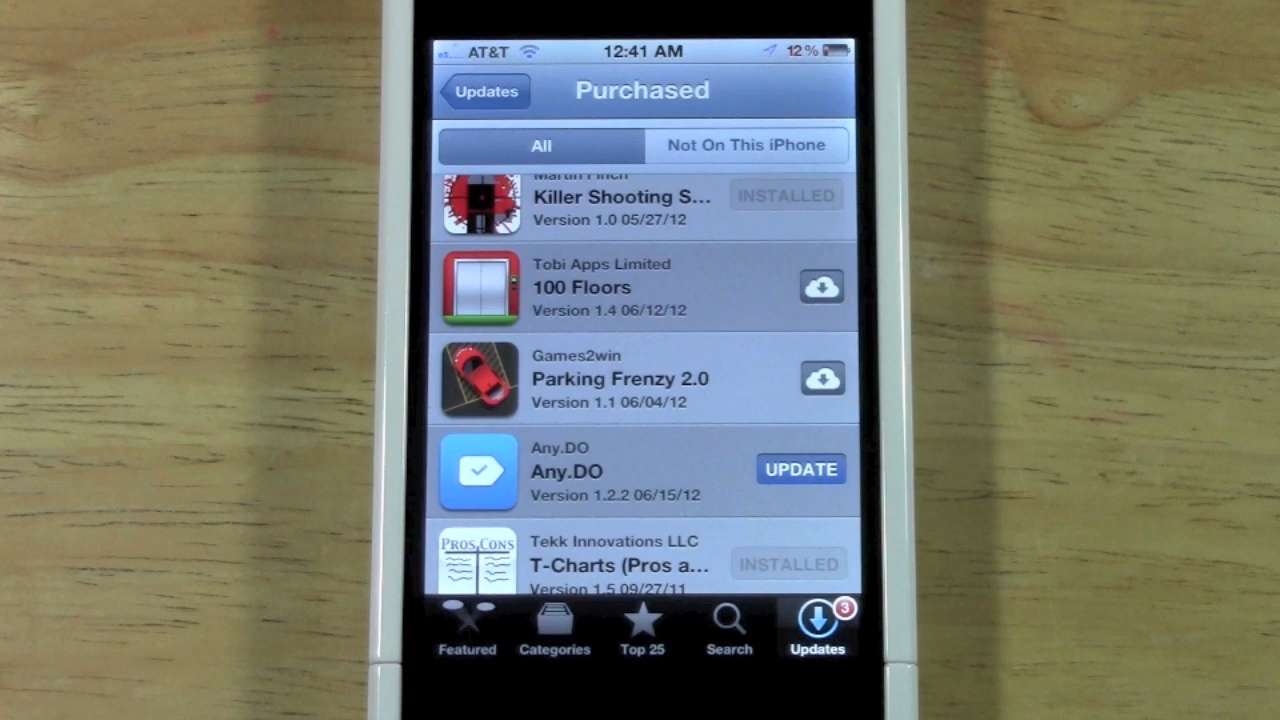 AT&T 12:41 AM 12%
Updates Purchased
All Not On This iPhone
Martin Finch
Killer Shooting S... INSTALLED
Version 1.0 05/27/12
Tobi Apps Limited
100 Floors
Version 1.4 06/12/12
Games2win
Parking Frenzy 2.0
Version 1.1 06/04/12
Any.DO
Any.DO UPDATE
Version 1.2.2 06/15/12
PROS CONS
Tekk Innovations LLC
T-Charts (Pros a... INSTALLED
Version 1.5 09/27/11
3
Featured Categories Top 25 Search Updates